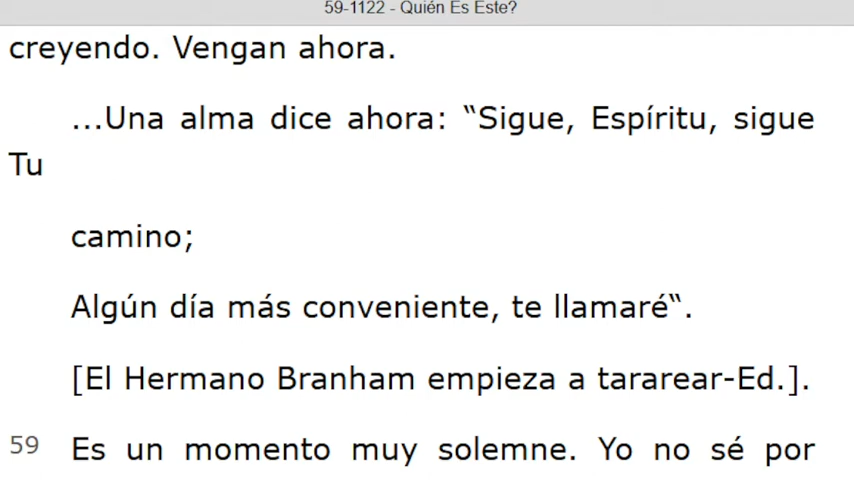 59-1122 - Quién Es Este?
creyendo. Vengan ahora.
...Una alma dice ahora: “Sigue, Espíritu, sigue
Tu
camino;
Algún día más conveniente, te llamaré“.
[El Hermano Branham empieza a tararear-Ed.].
59 Es un momento muy solemne. Yo no sé por